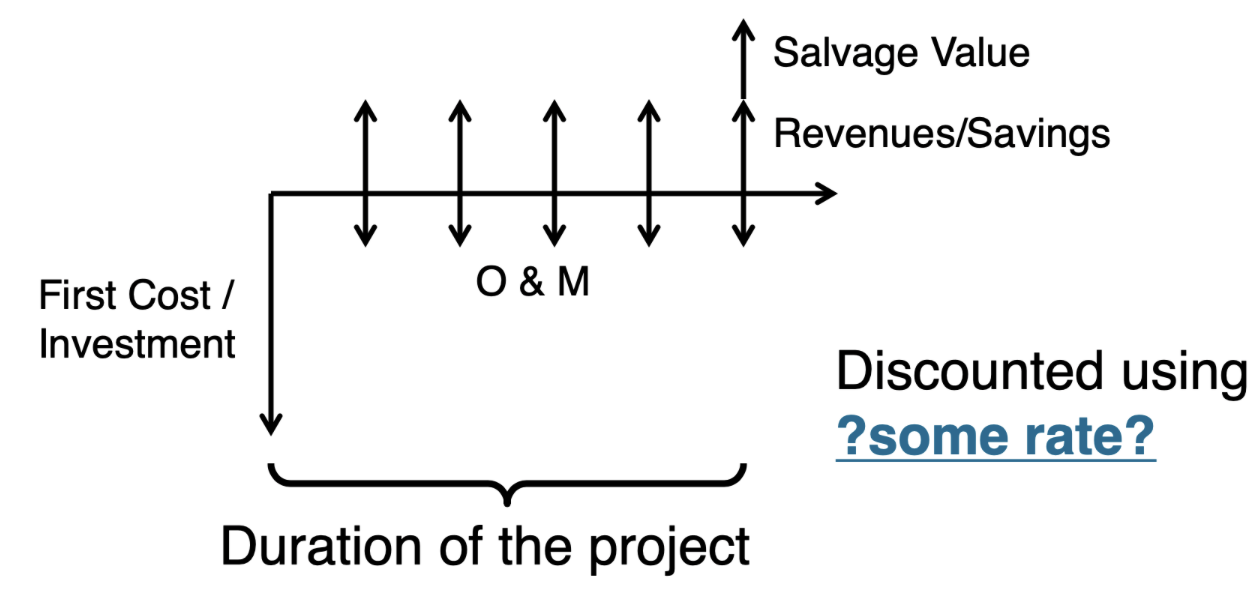 Salvage Value
Revenues/Savings
O & M
First Cost /
Investment
Discounted using
?some rate?
Duration of the project